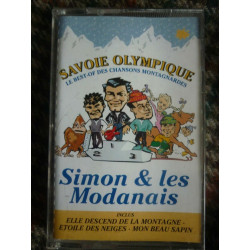 SAVOIE OLYMPIQUE
LE BEST-OF DES CHANSONS MONTAGNARDES
Simon & les
Modanais
INCLUS
ELLE DESCEND DE LA MONTAGNE -
ETOILE DES NEIGES - MON BEAU SAPIN